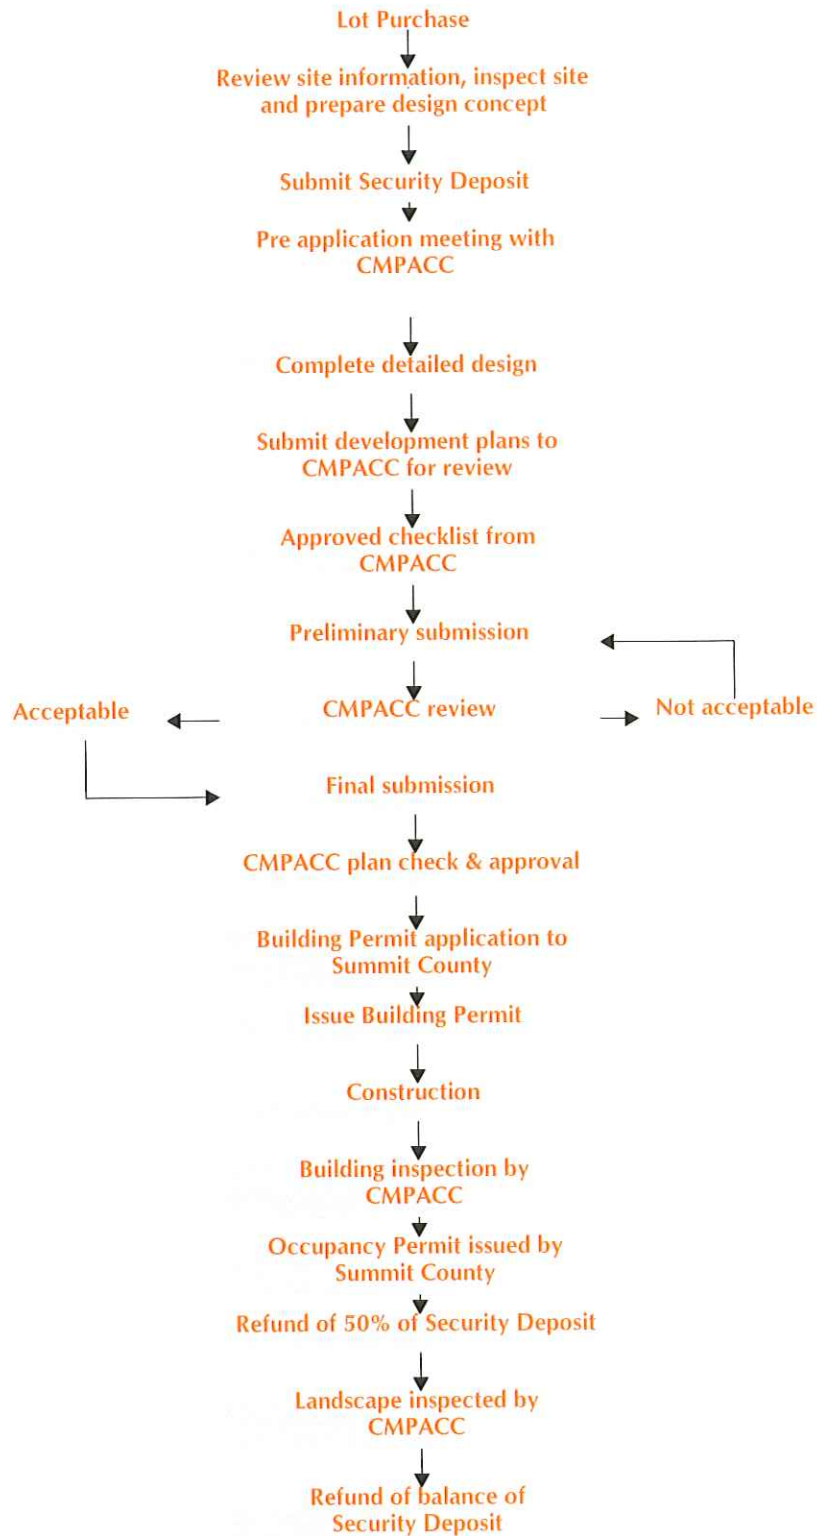 Lot Purchase
Review site information, inspect site
and prepare design concept
Submit Security Deposit
Pre application meeting with
CMPACC
Complete detailed design
Submit development plans to
CMPACC for review
Approved checklist from
CMPACC
Preliminary submission
Acceptable
CMPACC review
Not acceptable
Final submission
CMPACC plan check & approval
Building Permit application to
Summit County
Issue Building Permit
Construction
Building inspection by
CMPACC
Occupancy Permit issued by
Summit County
Refund of 50% of Security Deposit
Landscape inspected by
CMPACC
Refund of balance of
Security Deposit